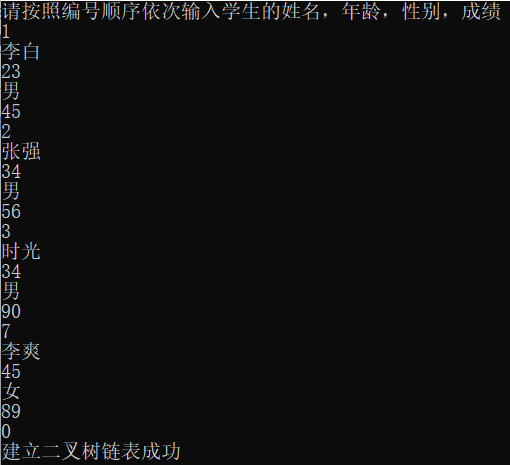 请按照编号顺序依次输入学生的姓名，年龄，性别，成绩
1
李白
23
男
45
2
张强
34
男
56
3
时光
34
男
90
7
李爽
45
女
89
0
建立二叉树链表成功